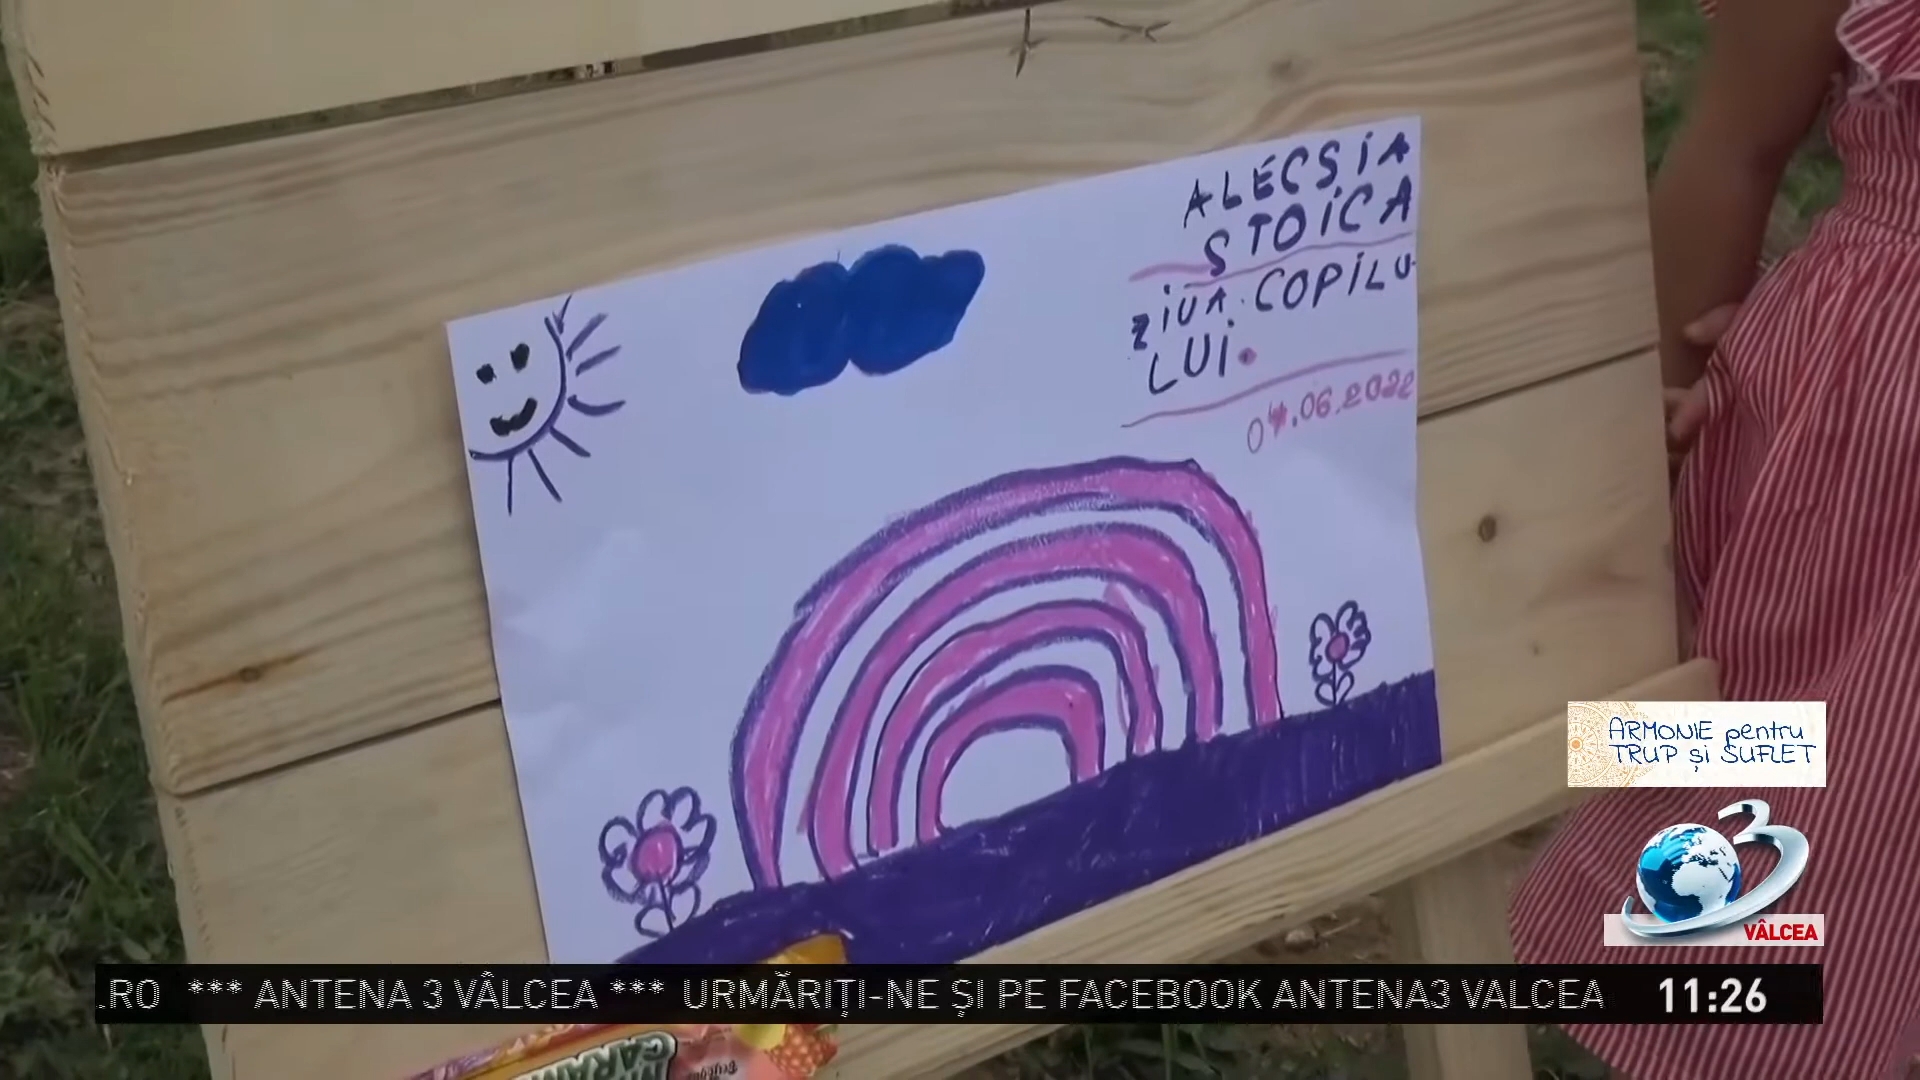 ALECSIA
STOICA
ZIUA COPILU-
LUI.
04.06.2022
ARMONIE pentru
TRUP și SUFLET
3
VÂLCEA
.RO *** ANTENA 3 VÂLCEA *** URMĂRIȚI-NE ȘI PE FACEBOOK ANTENA3 VALCEA
11:26